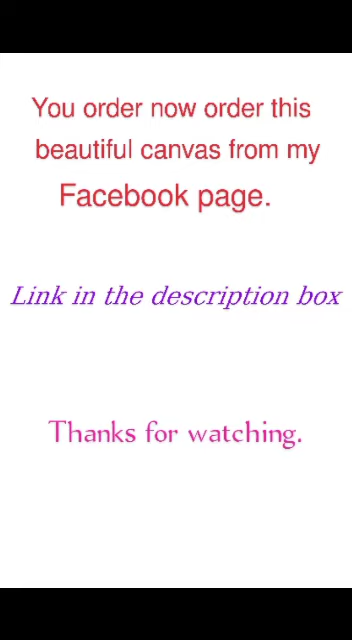 You order now order this
beautiful canvas from my
Facebook page.
Link in the description box
Thanks for watching.